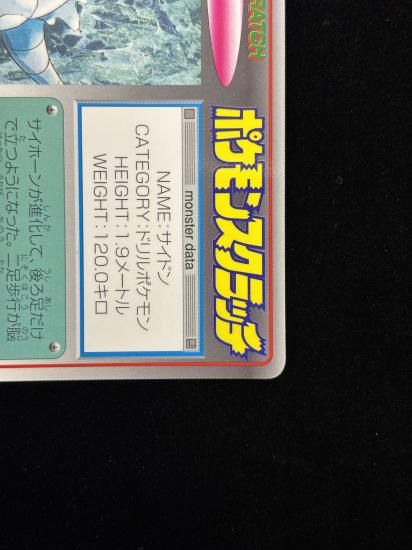 SCRATCH
ポケモンスクラッチ
monster data
NAME:サイドン
CATEGORY:ドリルポケモン
HEIGHT:1.9メートル
WEIGHT:120.0キロ
サイホーンが進化して、後ろ足だけ
で立つようになった。二足歩行が脳